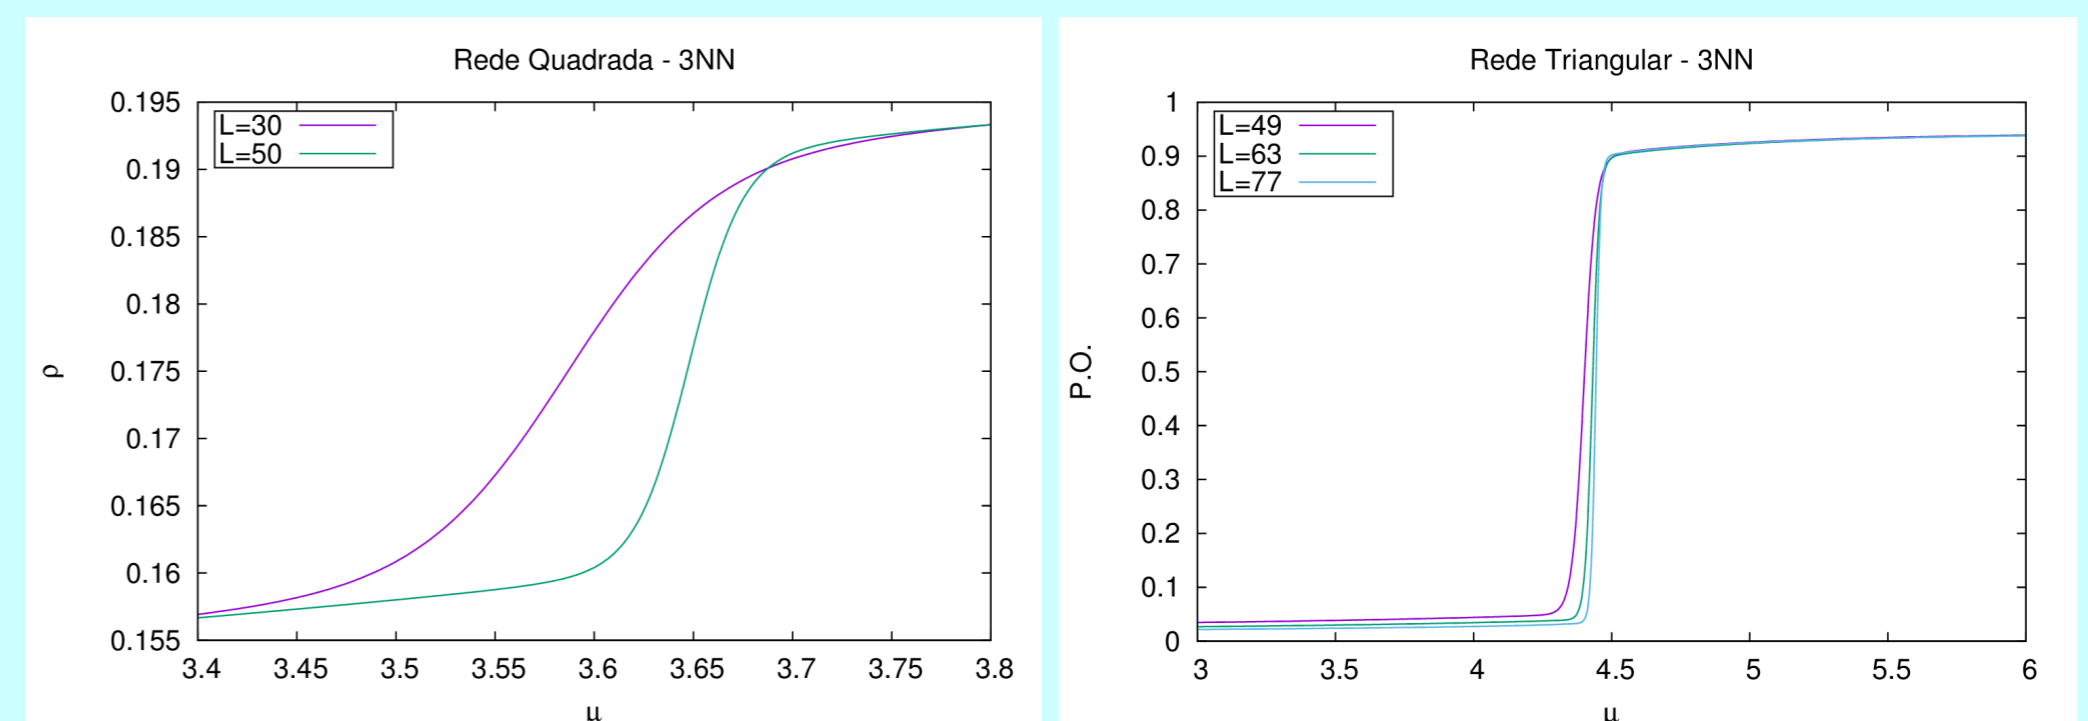 Rede Quadrada - 3NN
L=30
L=50
0.195
0.19
0.185
0.18
0.175
0.17
0.165
0.16
0.155
ρ
3.4 3.45 3.5 3.55 3.6 3.65 3.7 3.75 3.8
μ
Rede Triangular - 3NN
L=49
L=63
L=77
1
0.9
0.8
0.7
0.6
0.5
0.4
0.3
0.2
0.1
0
P.O.
3 3.5 4 4.5 5 5.5 6
μ